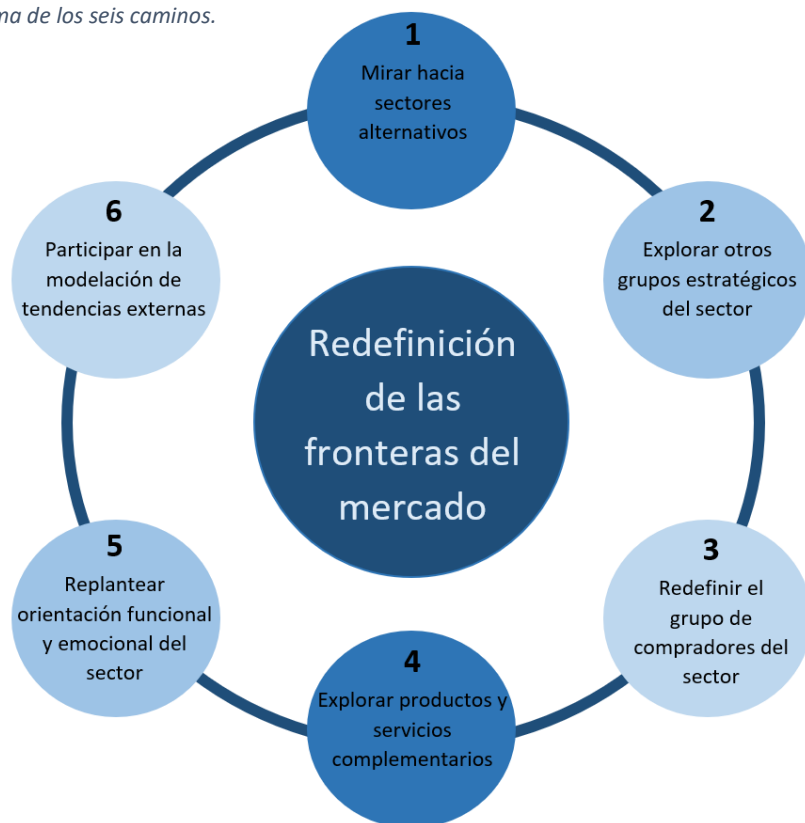 ma de los seis caminos.
1
Mirar hacia
sectores
alternativos
2
Explorar otros
grupos estratégicos
del sector
3
Redefinir el
grupo de
compradores del
sector
4
Explorar productos y
servicios
complementarios
5
Replantear
orientación funcional
y emocional del
sector
6
Participar en la
modelación de
tendencias externas
Redefinición
de las
fronteras del
mercado